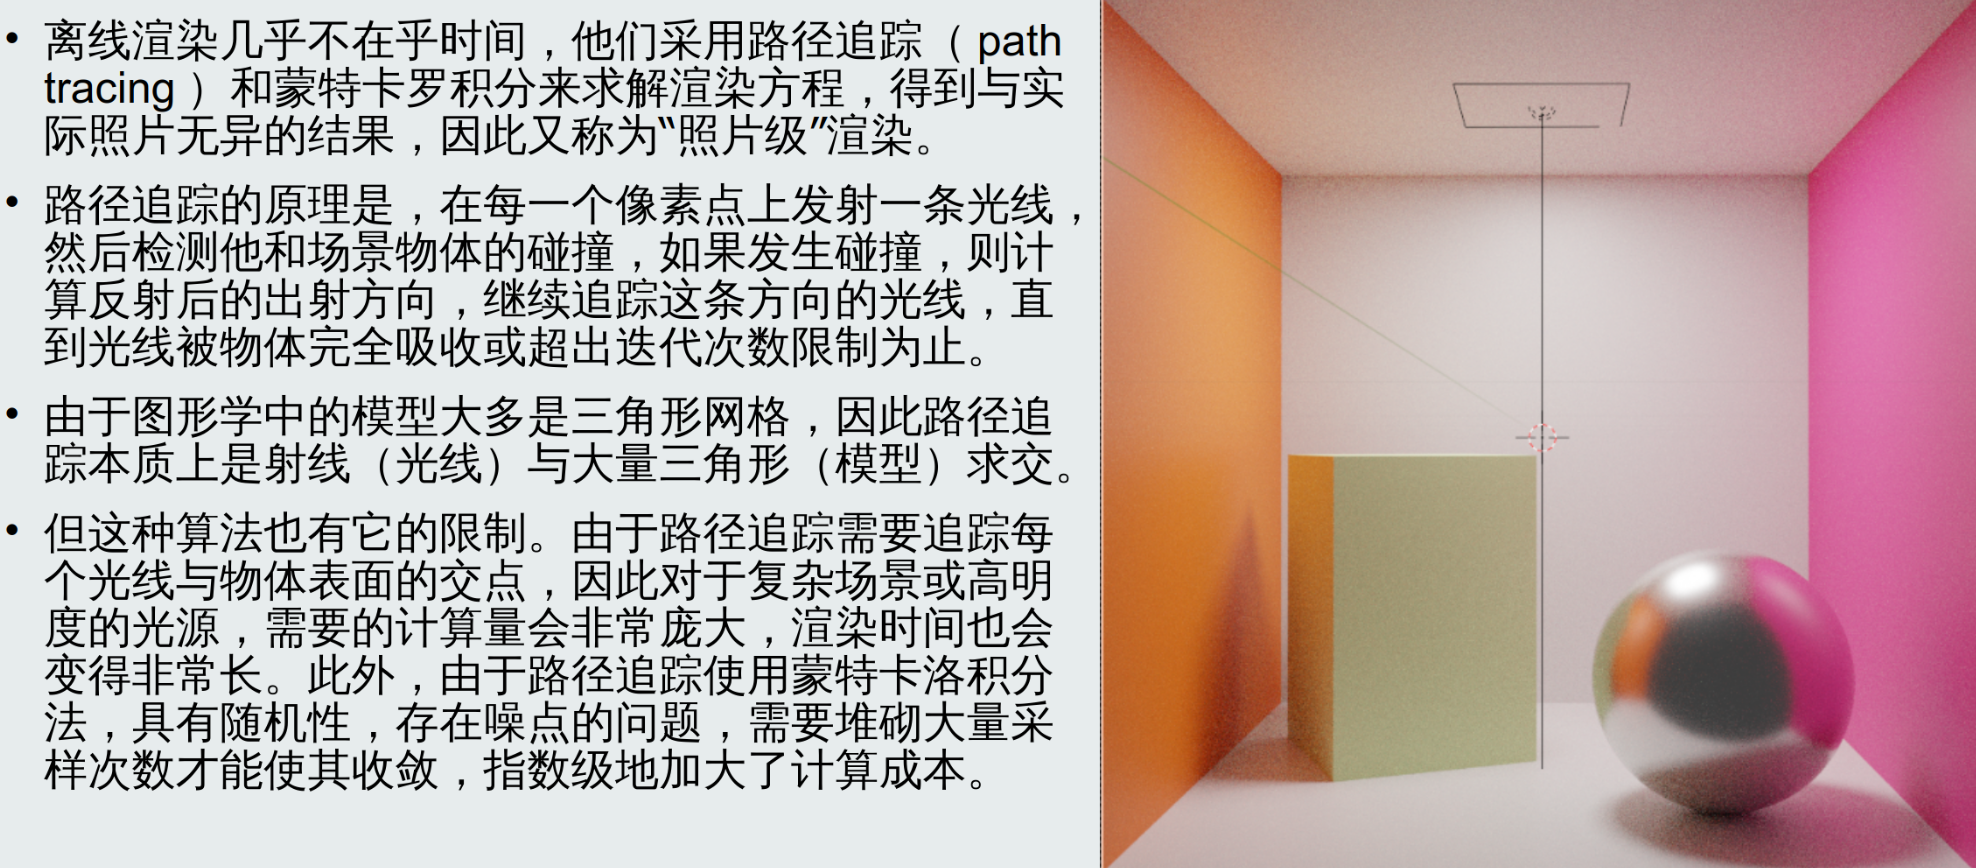 • 离线渲染几乎不在乎时间，他们采用路径追踪（ path
tracing ）和蒙特卡罗积分来求解渲染方程，得到与实
际照片无异的结果，因此又称为“照片级”渲染。
• 路径追踪的原理是，在每一个像素点上发射一条光线，
然后检测他和场景物体的碰撞，如果发生碰撞，则计
算反射后的出射方向，继续追踪这条方向的光线，直
到光线被物体完全吸收或超出迭代次数限制为止。
• 由于图形学中的模型大多是三角形网格，因此路径追
踪本质上是射线（光线）与大量三角形（模型）求交。
• 但这种算法也有它的限制。由于路径追踪需要追踪每
个光线与物体表面的交点，因此对于复杂场景或高明
度的光源，需要的计算量会非常庞大，渲染时间也会
变得非常长。此外，由于路径追踪使用蒙特卡洛积分
法，具有随机性，存在噪点的问题，需要堆砌大量采
样次数才能使其收敛，指数级地加大了计算成本。